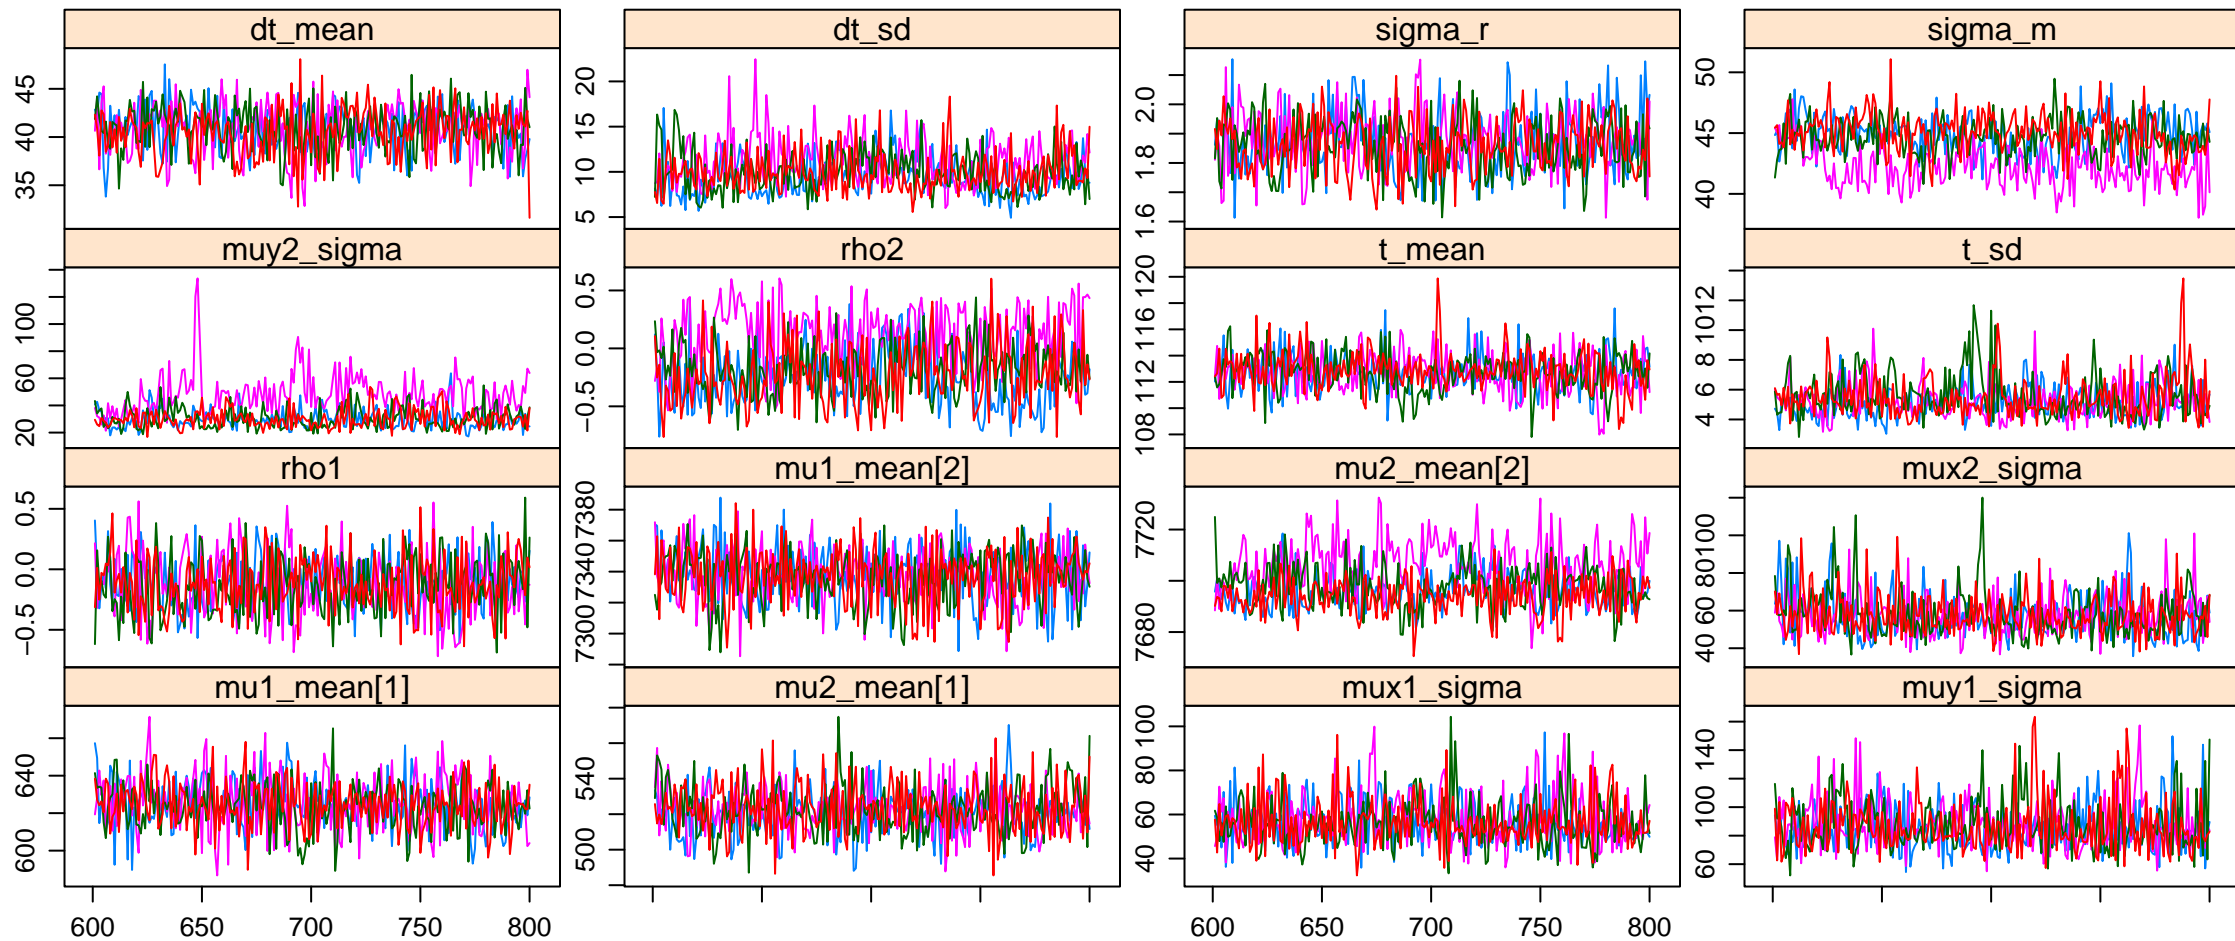 dt_mean dt_sd sigma_r sigma_m
45 40 35
20 15 10 5
2.0 1.8 1.6
50 45 40
muy2_sigma rho2 t_mean t_sd
100 60 20
0.5 0.0 −0.5
120 116 112 108
12 10 8 6 4
rho1 mu1_mean[2] mu2_mean[2] mux2_sigma
0.5 0.0 −0.5
7380 7340 7300
7720 7680
100 80 60 40
mu1_mean[1] mu2_mean[1] mux1_sigma muy1_sigma
640 600
540 500
100 80 60 40
140 100 60
600 650 700 750 800 600 650 700 750 800